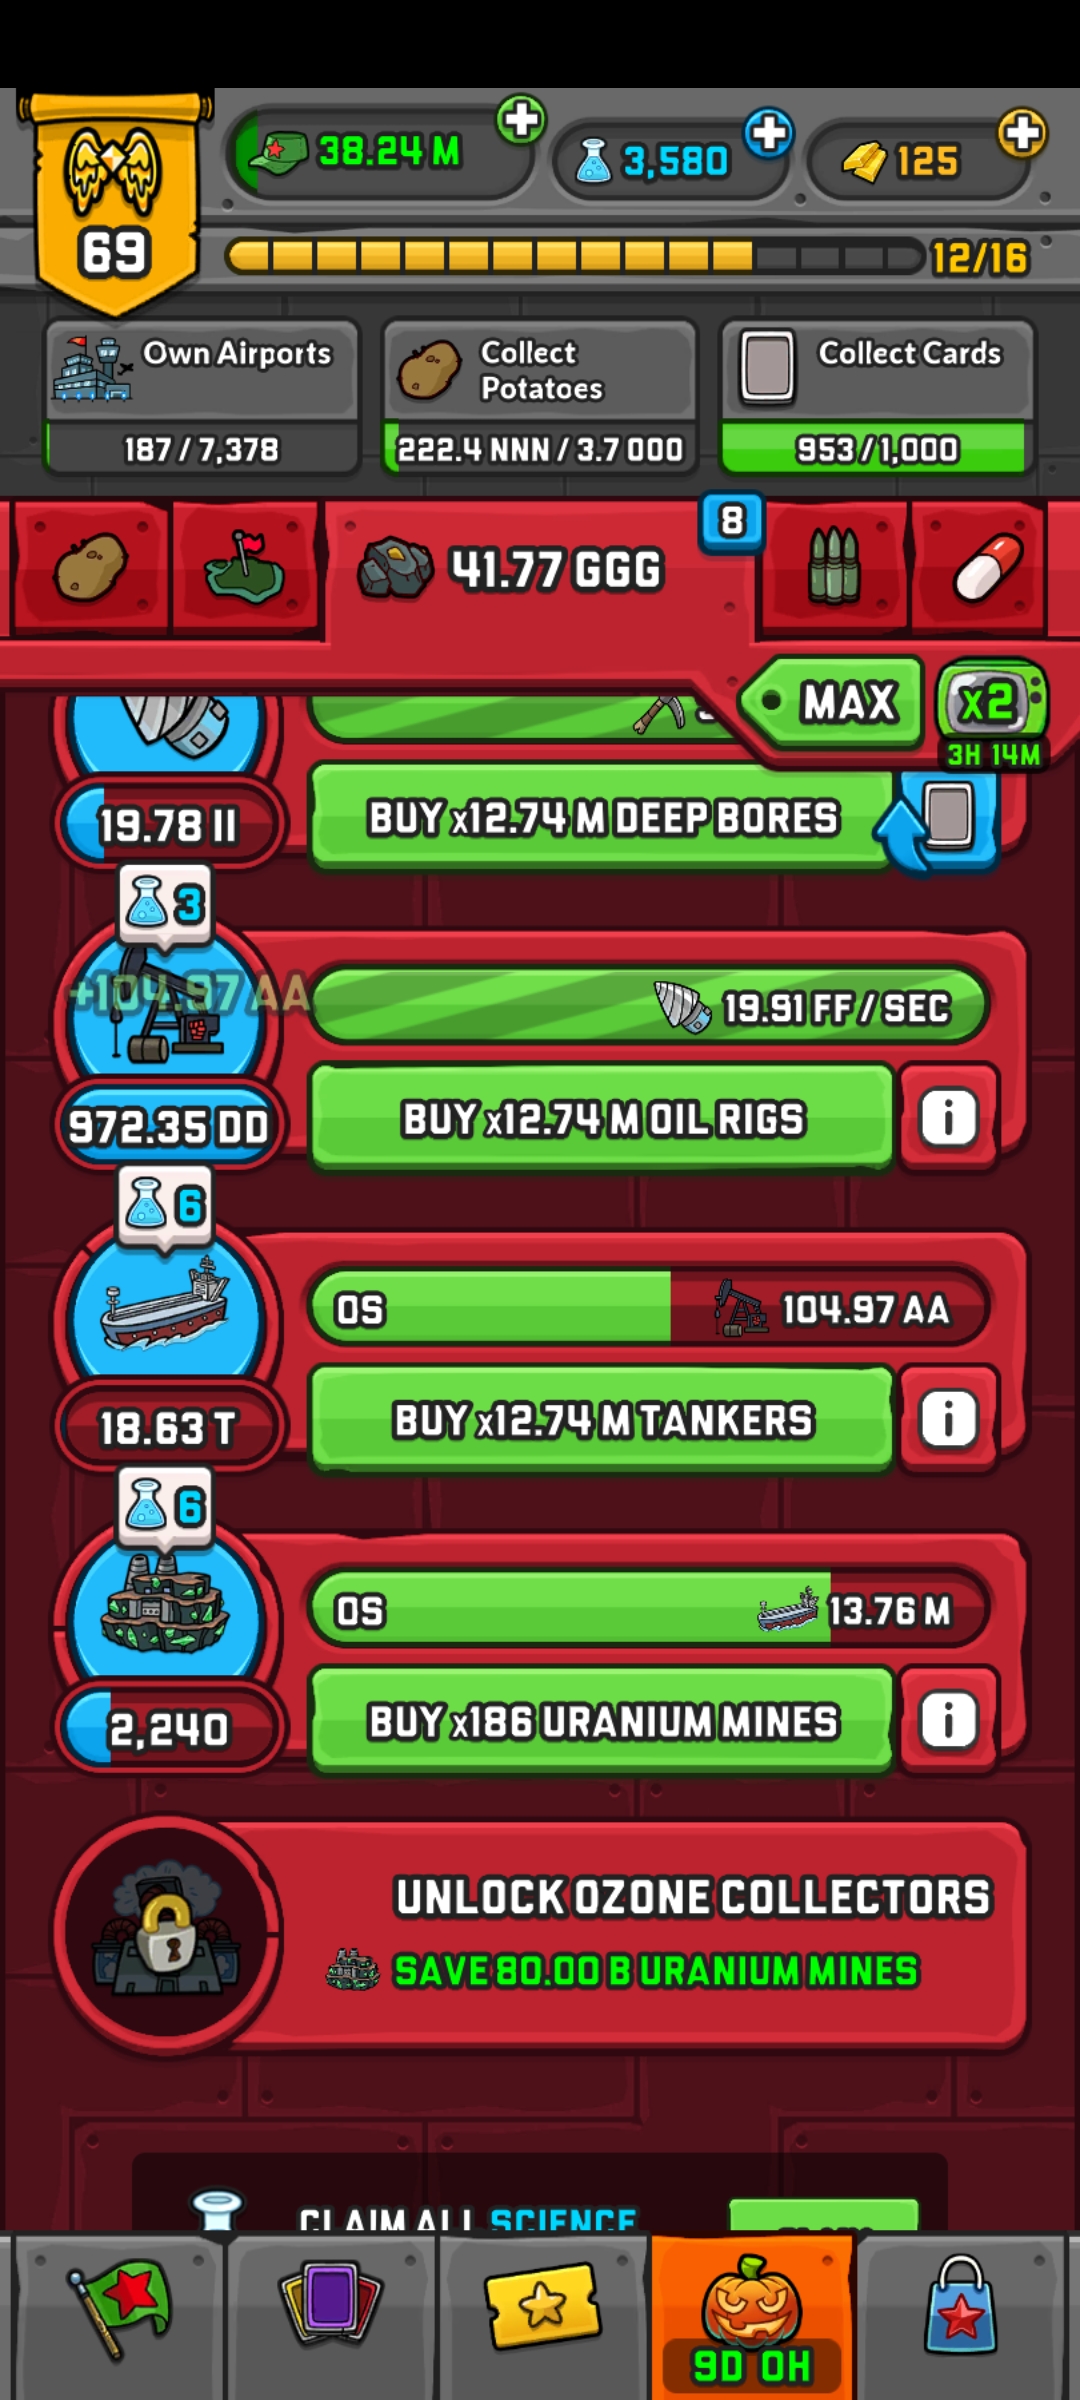 38.24 M
3,580
125
69
12/16
Own Airports
187 / 7,378
Collect
Potatoes
222.4 NNN / 3.7 OOO
Collect Cards
953 / 1,000
41.77 GGG
8
MAX
x2
3H 14M
19.78 II
BUY x12.74 M DEEP BORES
3
+104.97 AA
19.91 FF / SEC
972.35 DD
BUY x12.74 M OIL RIGS
6
0S
104.97 AA
18.63 T
BUY x12.74 M TANKERS
6
0S
13.76 M
2,240
BUY x186 URANIUM MINES
UNLOCK OZONE COLLECTORS
SAVE 80.00 B URANIUM MINES
CLAIM ALL SCIENCE
9D 0H